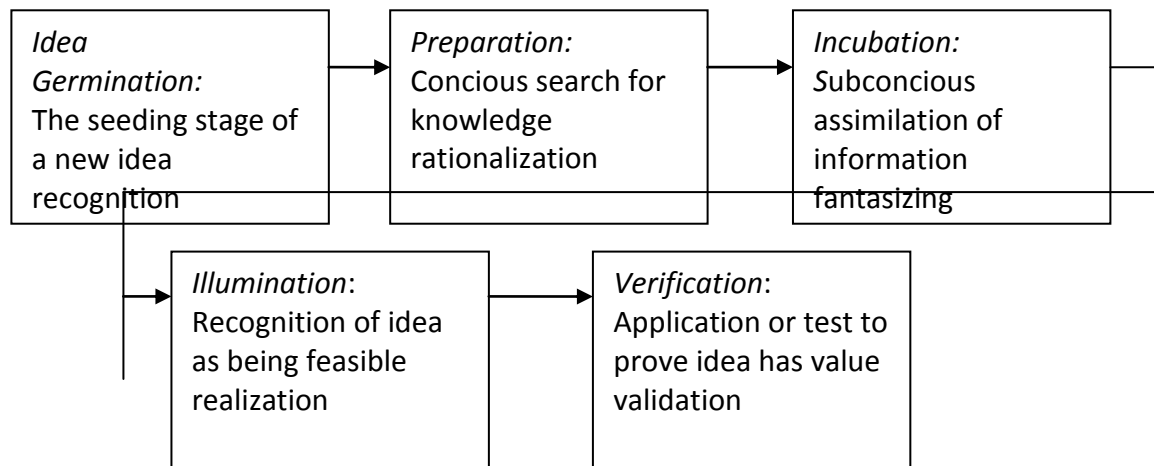 Idea
Germination:
The seeding stage of
a new idea
recognition
Preparation:
Concious search for
knowledge
rationalization
Incubation:
Subconcious
assimilation of
information
fantasizing
Illumination:
Recognition of idea
as being feasible
realization
Verification:
Application or test to
prove idea has value
validation